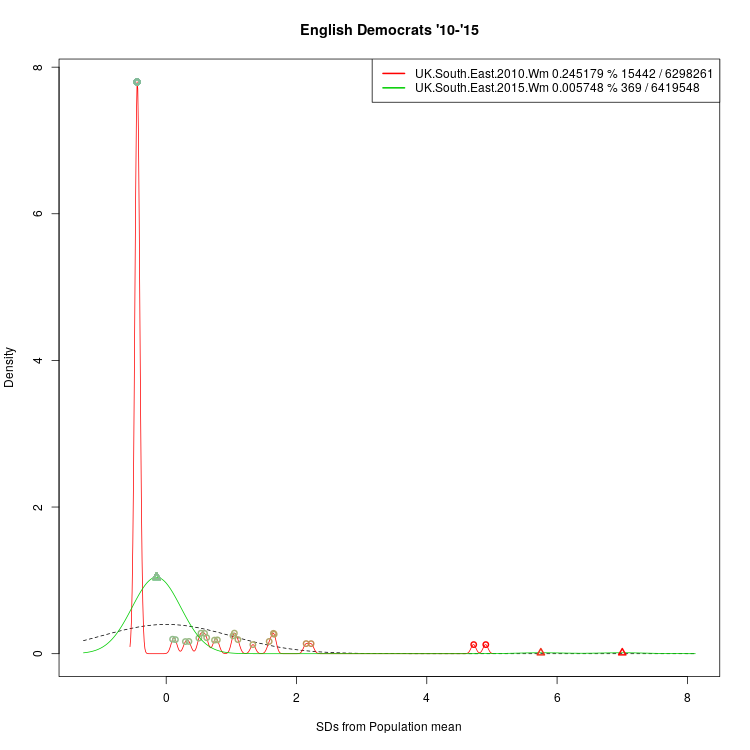 English Democrats '10-'15
UK.South.East.2010.Wm 0.245179 % 15442 / 6298261
UK.South.East.2015.Wm 0.005748 % 369 / 6419548
8
6
4
2
0
Density
0 2 4 6 8
SDs from Population mean